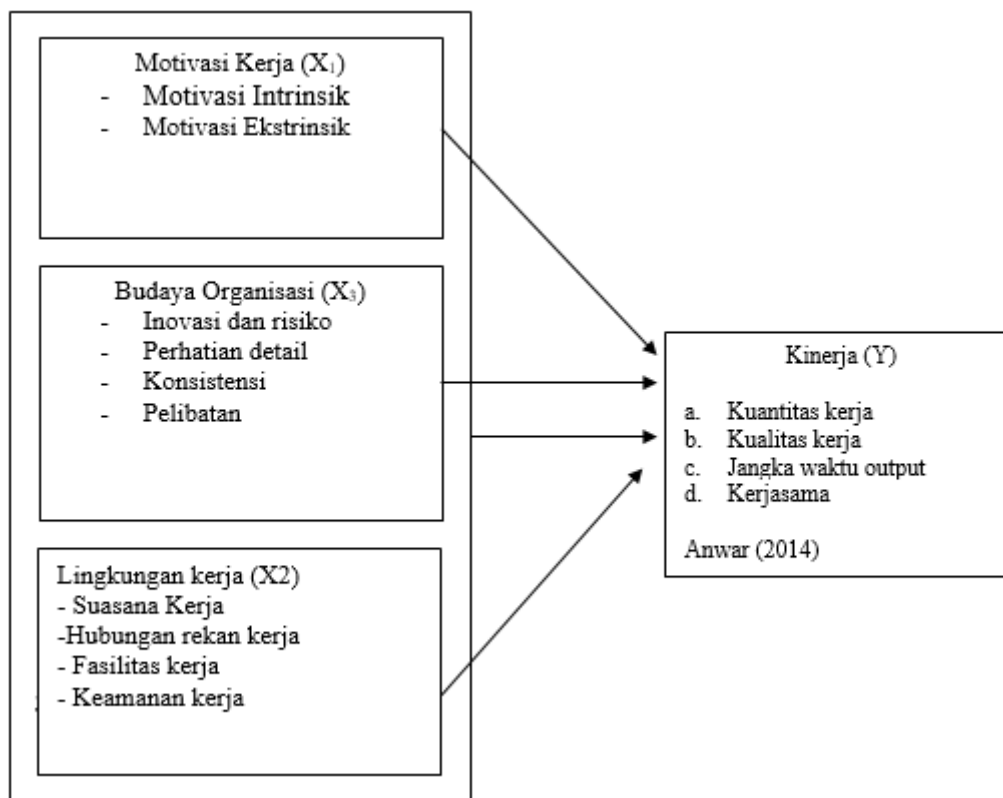 Motivasi Kerja (X₁)
- Motivasi Intrinsik
- Motivasi Ekstrinsik
Budaya Organisasi (X₃)
- Inovasi dan risiko
- Perhatian detail
- Konsistensi
- Pelibatan
Lingkungan kerja (X2)
- Suasana Kerja
-Hubungan rekan kerja
- Fasilitas kerja
- Keamanan kerja
Kinerja (Y)
a. Kuantitas kerja
b. Kualitas kerja
c. Jangka waktu output
d. Kerjasama
Anwar (2014)